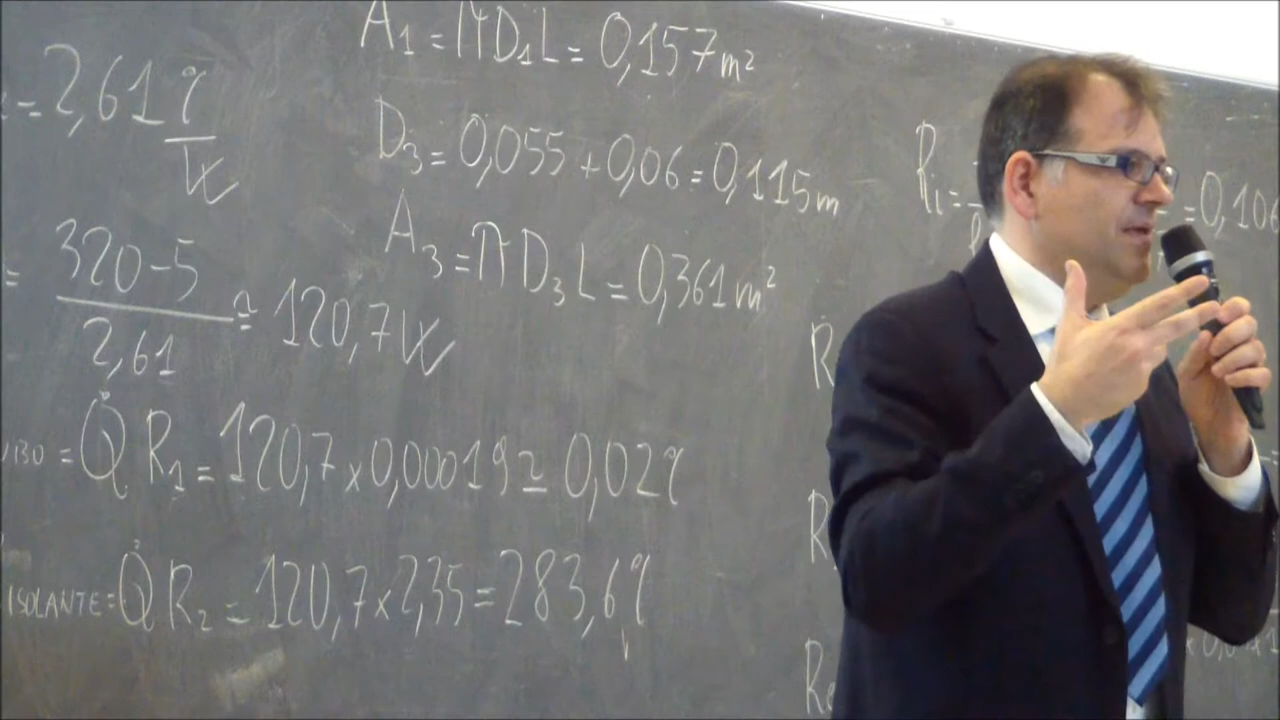 = 2,61 °C/W
A₁ = πD₁L = 0,157 m²
D₃ = 0,055 + 0,06 = 0,115 m
A₃ = πD₃L = 0,361 m²
= 320-5/2,61 ≅ 120,7 W
= Q̇ R₁ = 120,7 x 0,00019 ≃ 0,02 °C
ISOLANTE = Q̇ R₂ = 120,7 x 2,35 = 283,6 °C
Rᵢ = = 0,106
R
R
R